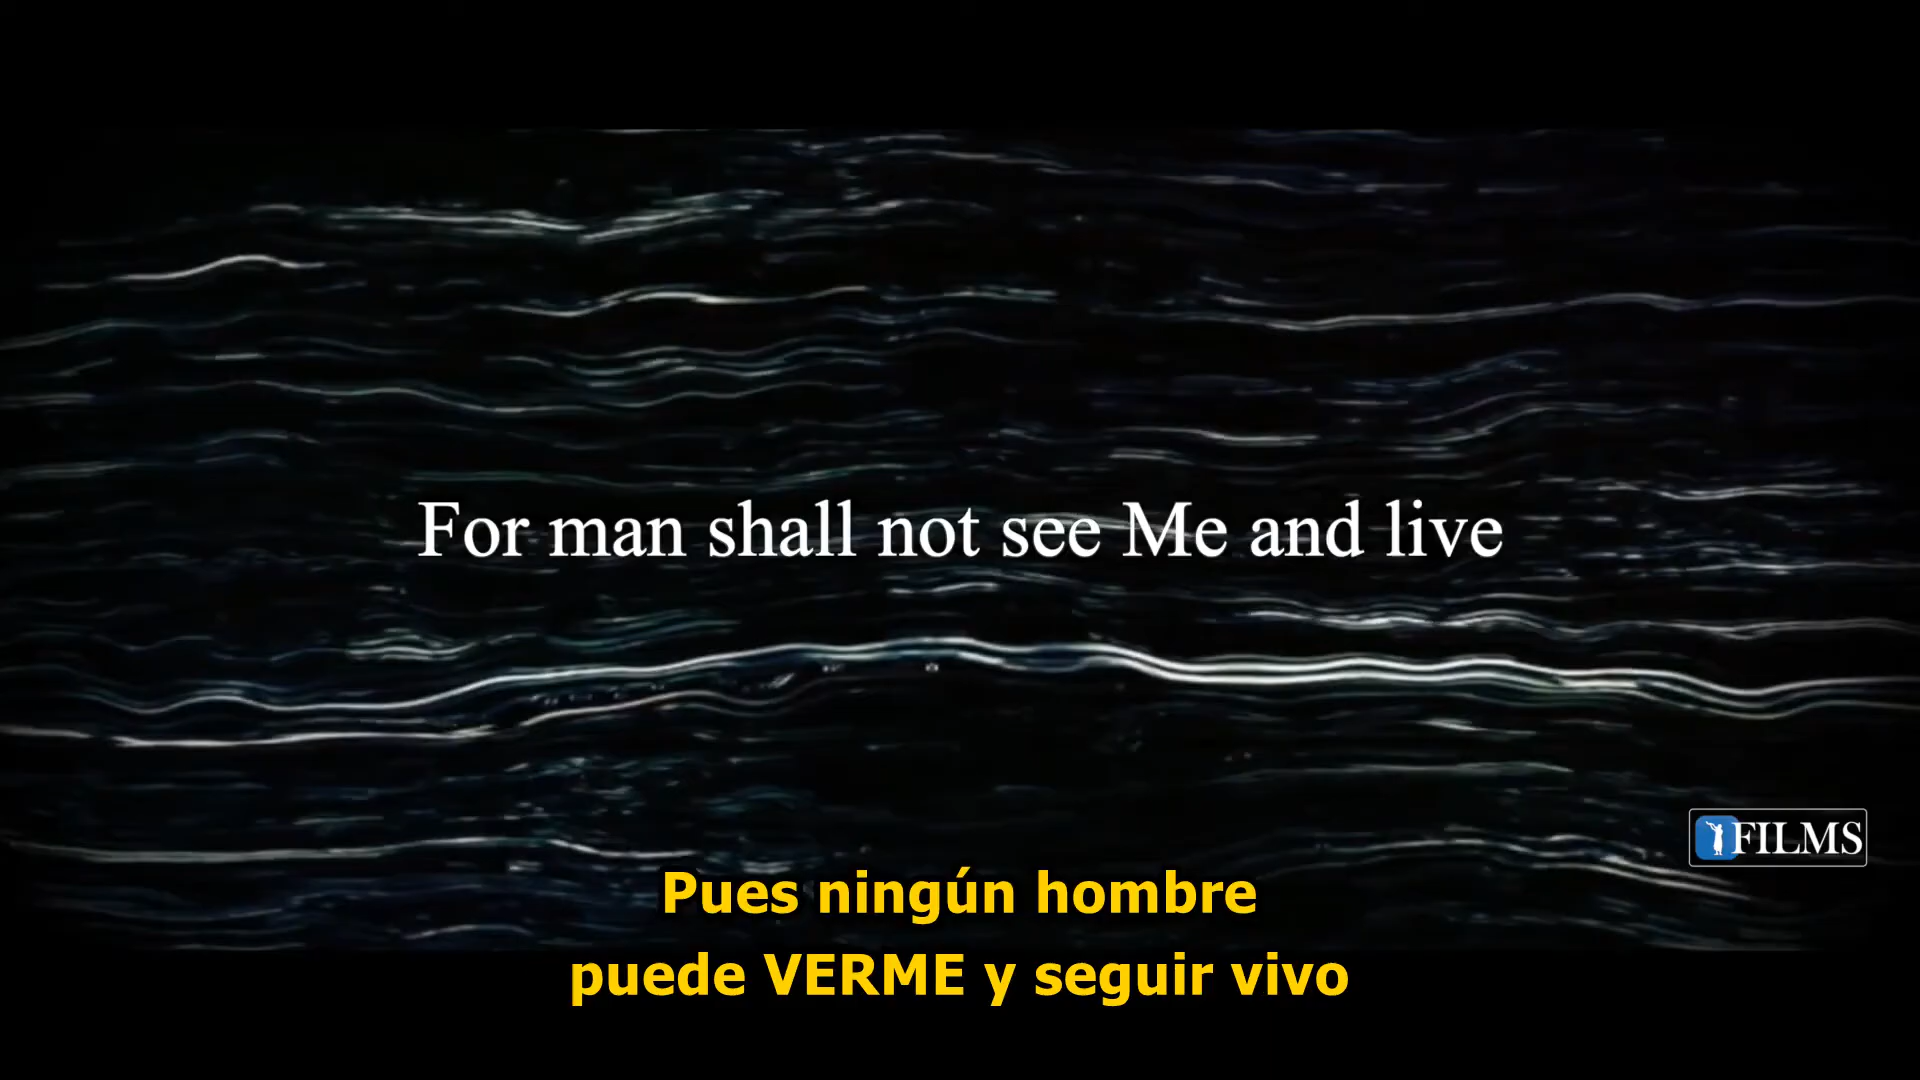 For man shall not see Me and live
FILMS
Pues ningún hombre
puede VERME y seguir vivo